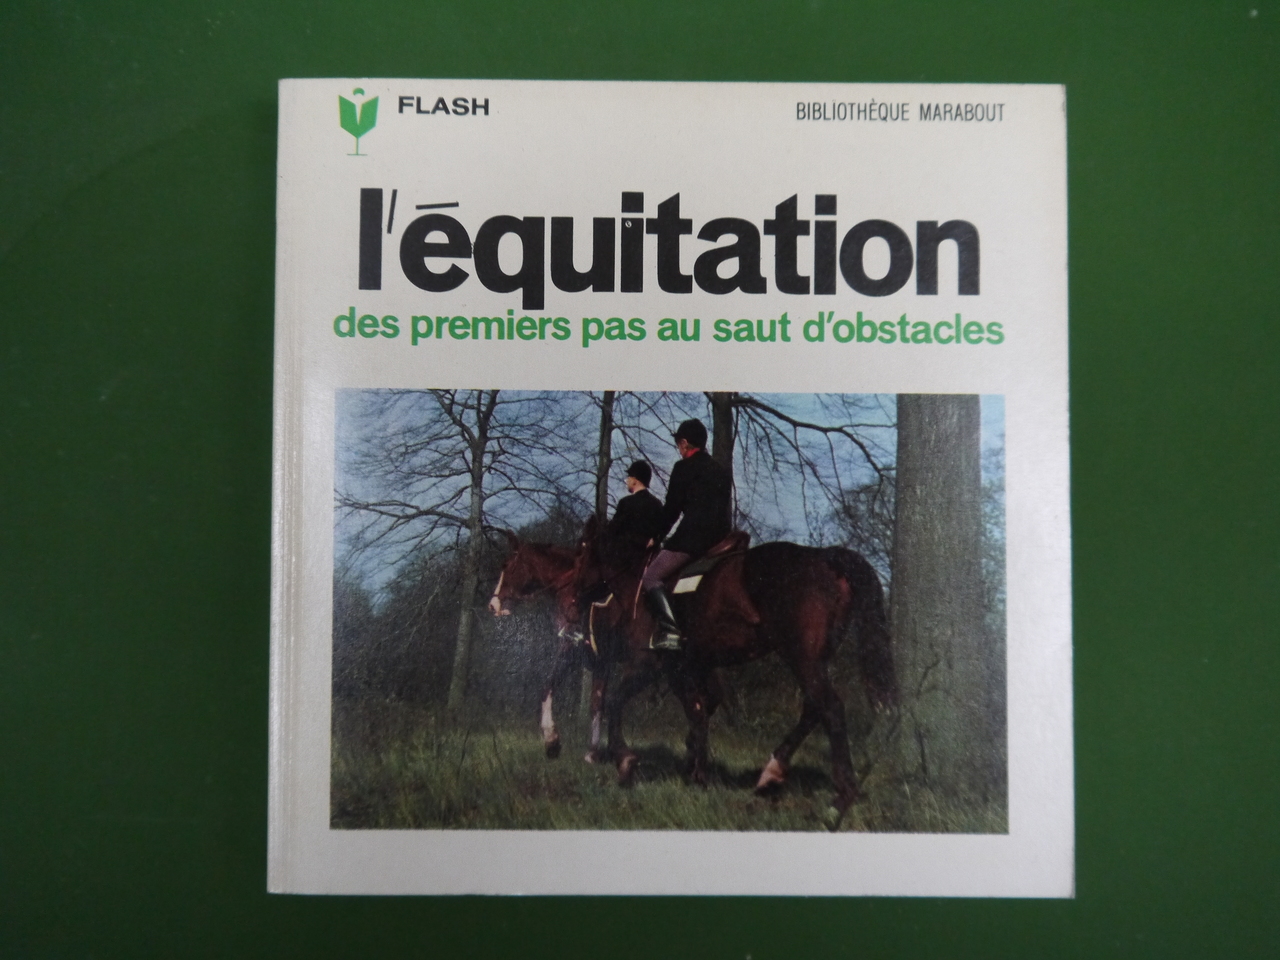 FLASH
BIBLIOTHÈQUE MARABOUT
l'équitation
des premiers pas au saut d'obstacles